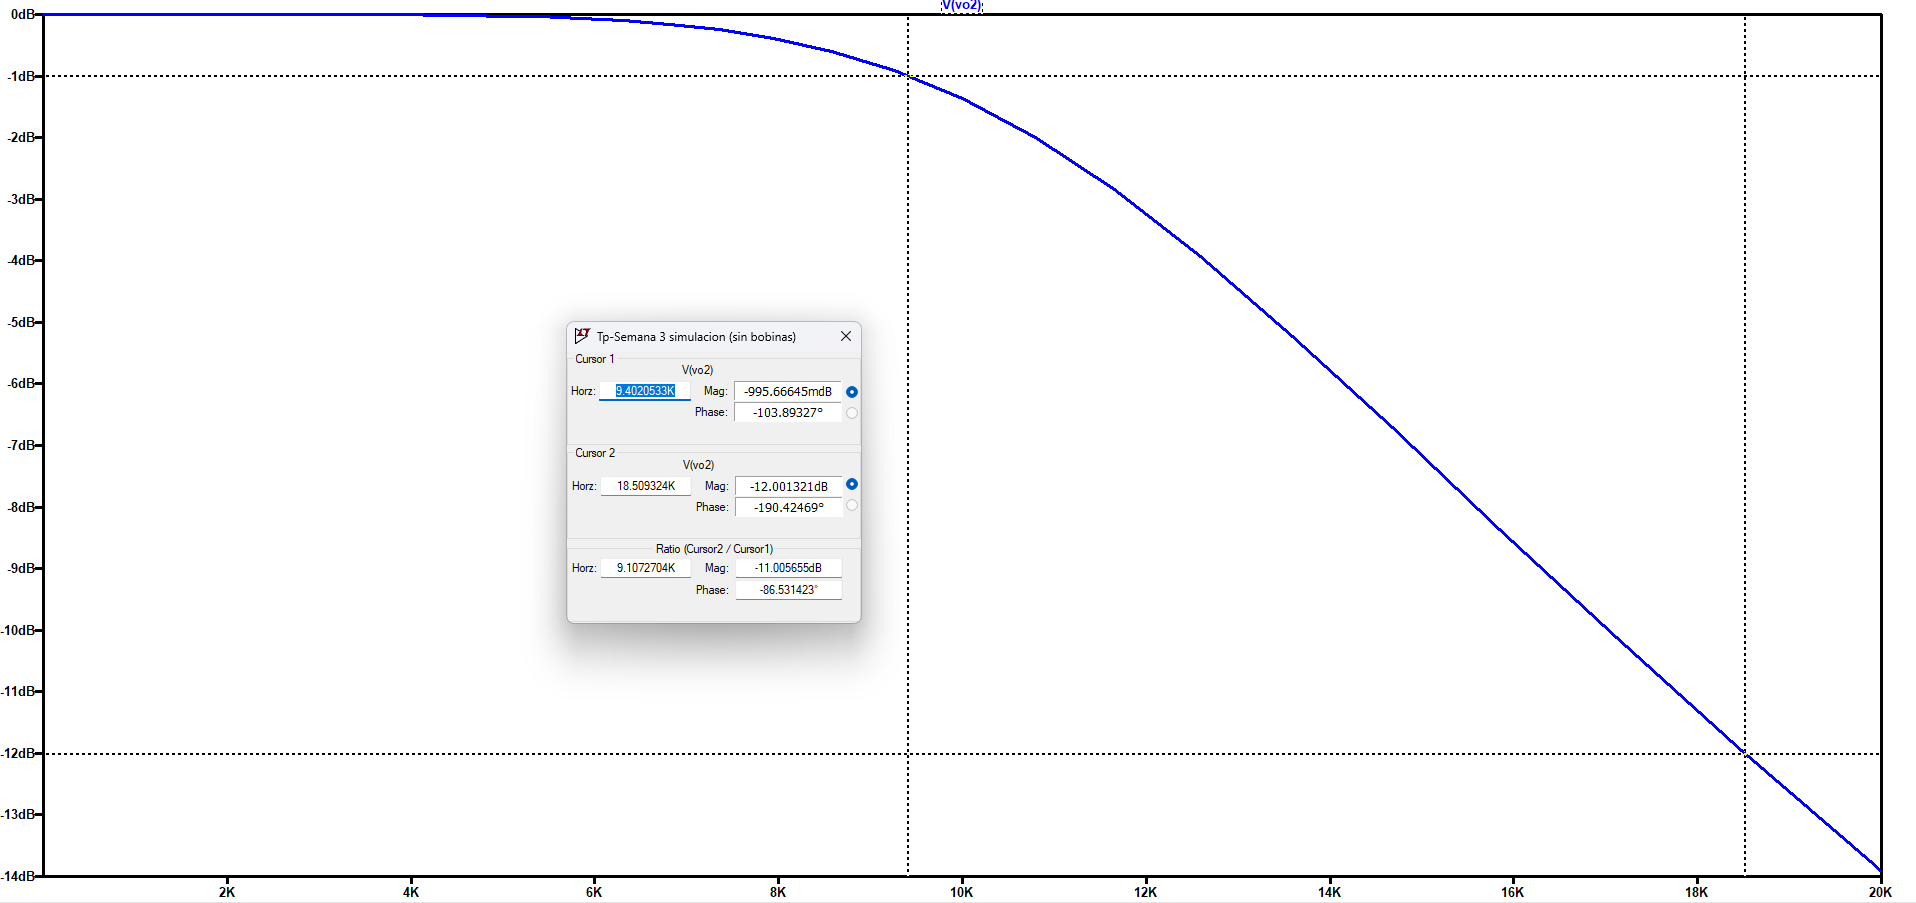 V(vo2)
0dB
-1dB
-2dB
-3dB
-4dB
-5dB
-6dB
-7dB
-8dB
-9dB
-10dB
-11dB
-12dB
-13dB
-14dB
Tp-Semana 3 simulacion (sin bobinas)
Cursor 1
V(vo2)
Horz: 9.4020533K Mag: -995.66645mdB
Phase: -103.89327°
Cursor 2
V(vo2)
Horz: 18.509324K Mag: -12.001321dB
Phase: -190.42469°
Ratio (Cursor2 / Cursor1)
Horz: 9.1072704K Mag: -11.005655dB
Phase: -86.531423°
2K 4K 6K 8K 10K 12K 14K 16K 18K 20K